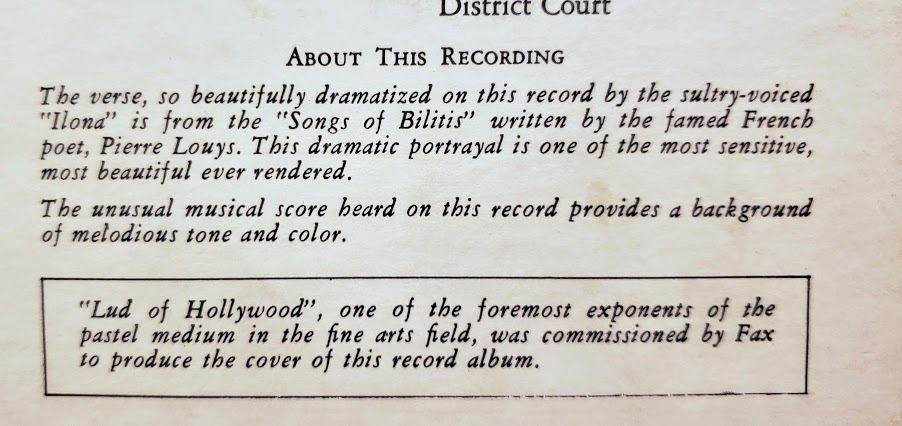 District Court
ABOUT THIS RECORDING
The verse, so beautifully dramatized on this record by the sultry-voiced
"Ilona" is from the "Songs of Bilitis" written by the famed French
poet, Pierre Louys. This dramatic portrayal is one of the most sensitive,
most beautiful ever rendered.
The unusual musical score heard on this record provides a background
of melodious tone and color.
"Lud of Hollywood", one of the foremost exponents of the
pastel medium in the fine arts field, was commissioned by Fax
to produce the cover of this record album.